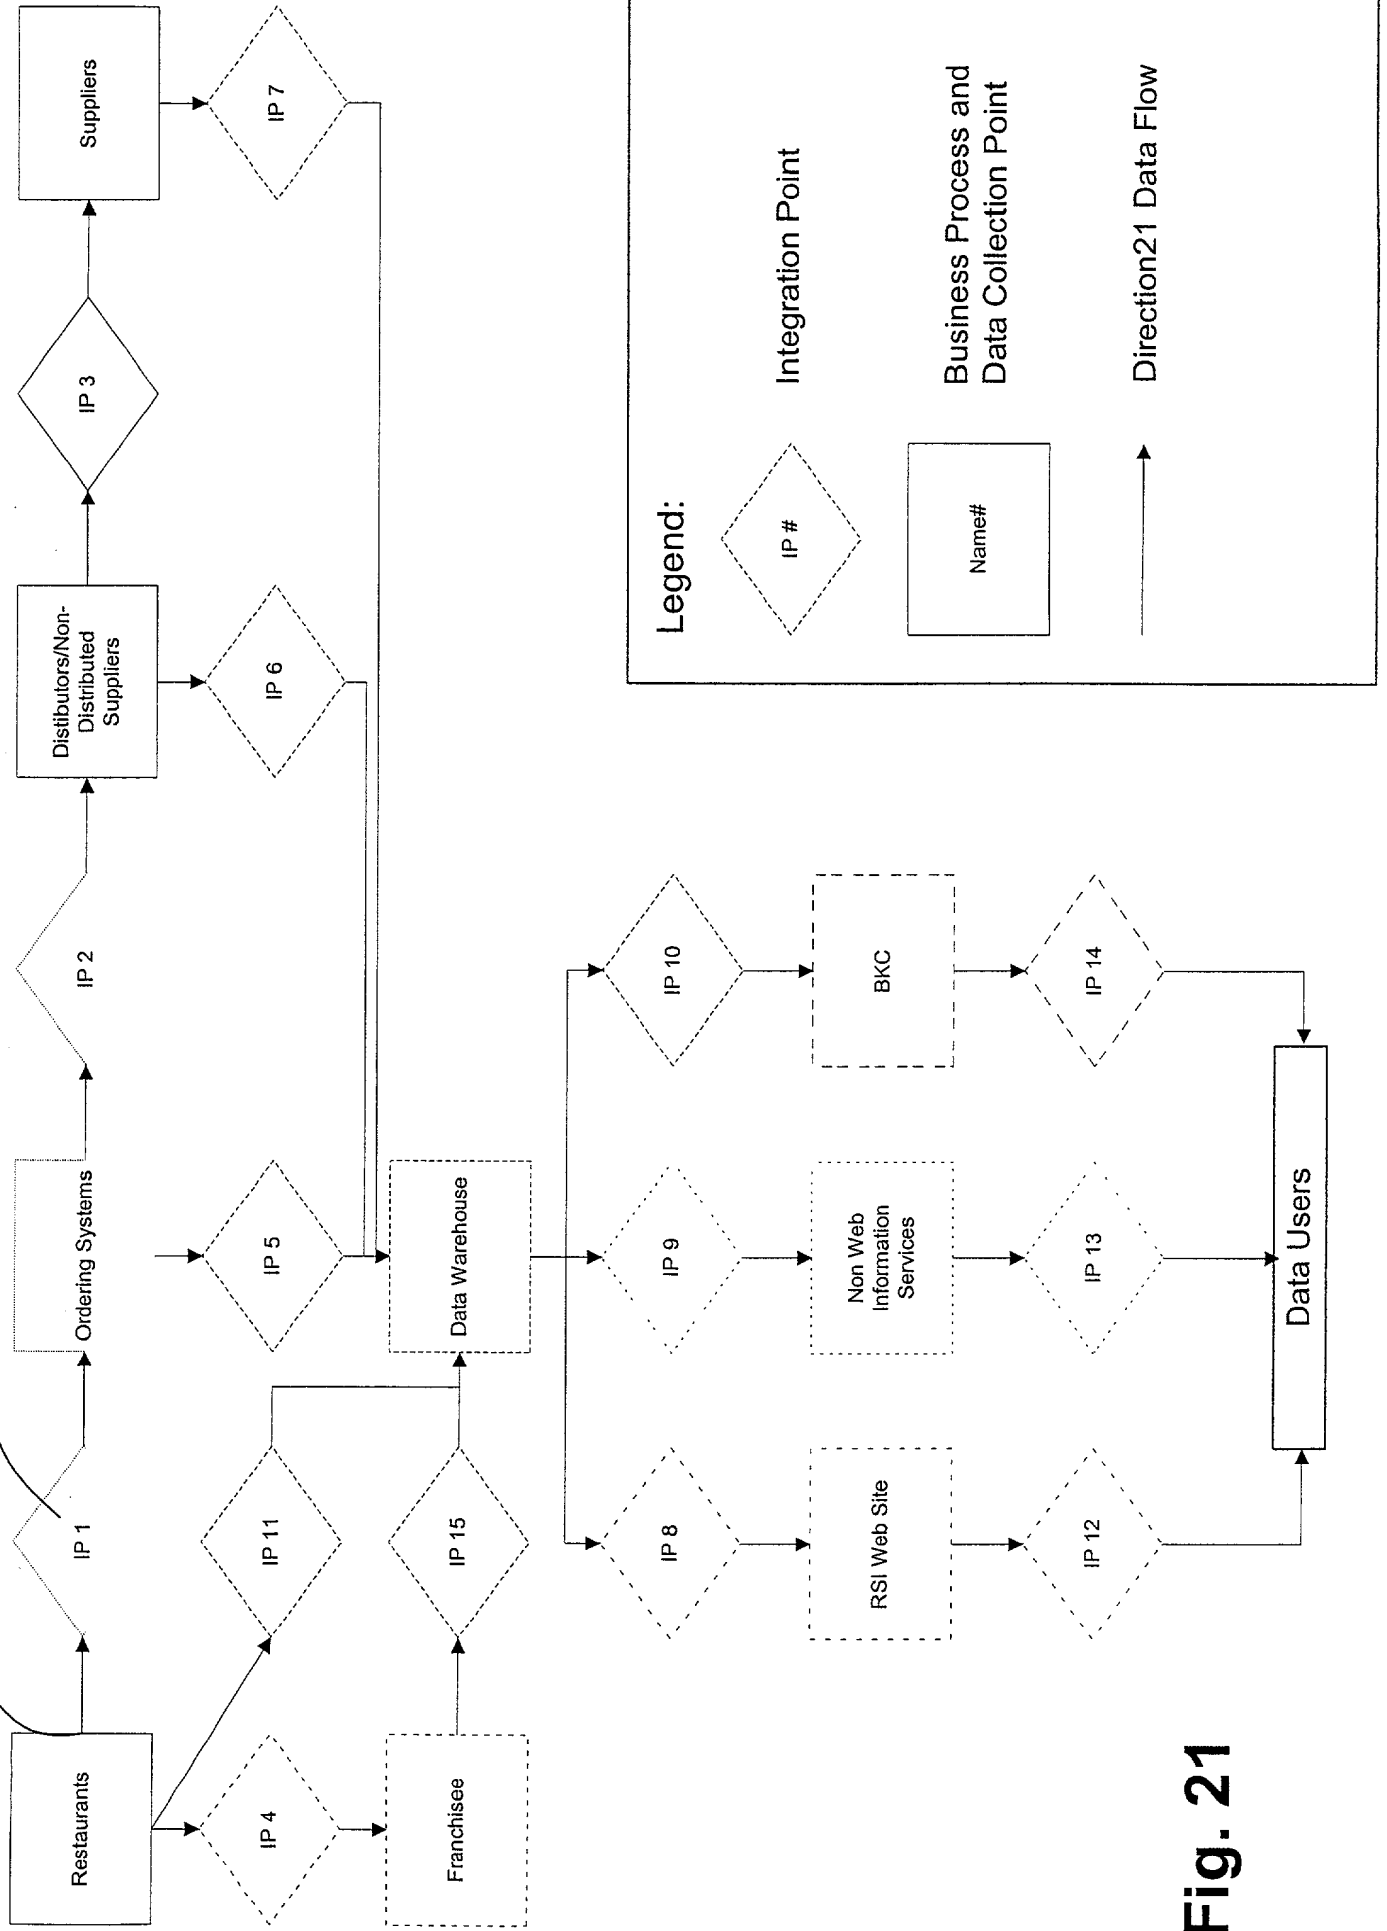 Restaurants
IP 1
Ordering Systems
IP 2
Distibutors/Non-
Distributed
Suppliers
IP 3
Suppliers
IP 4
IP 11
IP 5
IP 6
IP 7
Franchisee
IP 15
Data Warehouse
IP 8
IP 9
IP 10
RSI Web Site
Non Web
Information
Services
BKC
IP 12
IP 13
IP 14
Data Users
Legend:
IP #
Integration Point
Name#
Business Process and
Data Collection Point
Direction21 Data Flow
Fig. 21